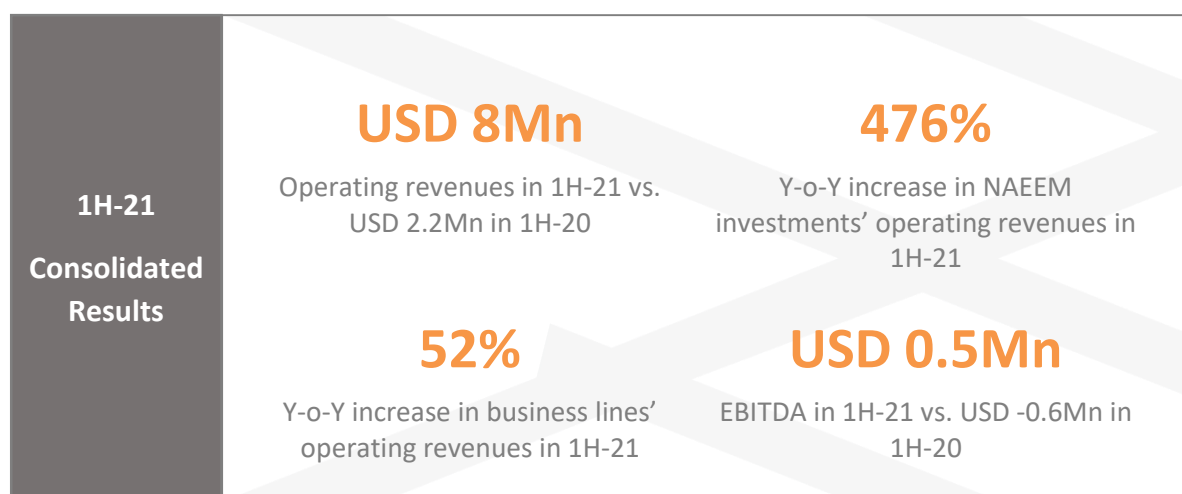 1H-21
Consolidated
Results
USD 8Mn
Operating revenues in 1H-21 vs.
USD 2.2Mn in 1H-20
476%
Y-o-Y increase in NAEEM
investments’ operating revenues in
1H-21
52%
Y-o-Y increase in business lines’
operating revenues in 1H-21
USD 0.5Mn
EBITDA in 1H-21 vs. USD -0.6Mn in
1H-20